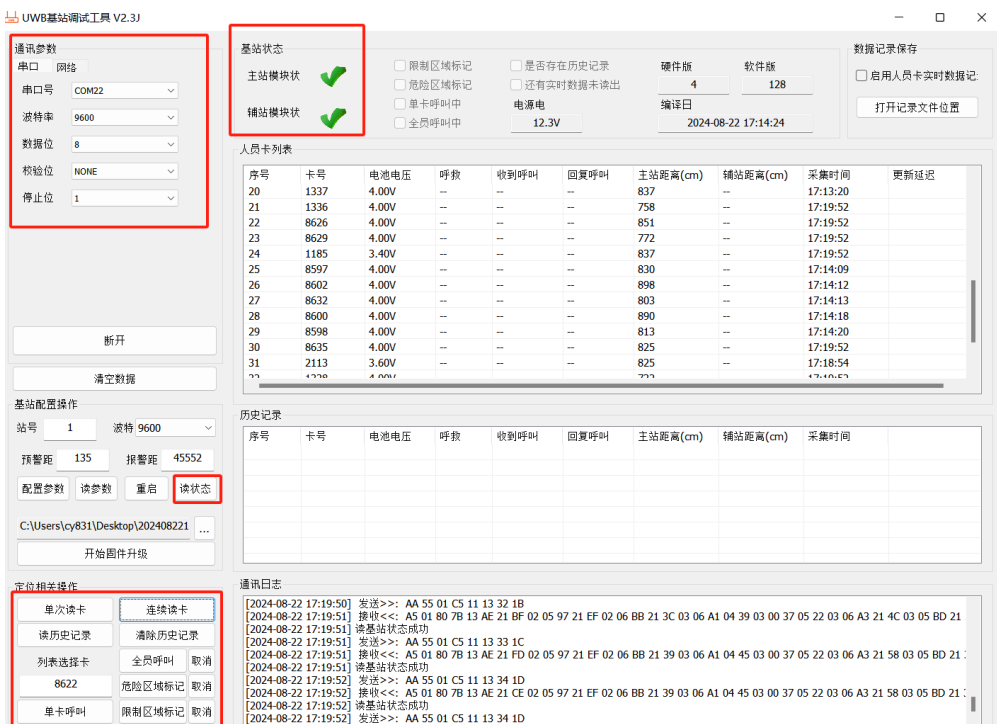 UWB基站调试工具 V2.3J
通讯参数
串口 网络
串口号 COM22
波特率 9600
数据位 8
校验位 NONE
停止位 1
断开
清空数据
基站配置操作
站号 1 波特 9600
预警距 135 报警距 45552
配置参数 读参数 重启 读状态
C:\Users\cy831\Desktop\202408221 ...
开始固件升级
定位相关操作
单次读卡 连续读卡
读历史记录 清除历史记录
列表选择卡 全员呼叫 取消
8622 危险区域标记 取消
单卡呼叫 限制区域标记 取消
基站状态
主站模块状
辅站模块状
限制区域标记 是否存在历史记录 硬件版 软件版
危险区域标记 还有实时数据未读出 4 128
单卡呼叫中 电源电 编译日
全员呼叫中 12.3V 2024-08-22 17:14:24
数据记录保存
启用人员卡实时数据记:
打开记录文件位置
人员卡列表
序号 卡号 电池电压 呼救 收到呼叫 回复呼叫 主站距离(cm) 辅站距离(cm) 采集时间 更新延迟
20 1337 4.00V -- -- -- 837 -- 17:13:20
21 1336 4.00V -- -- -- 758 -- 17:19:52
22 8626 4.00V -- -- -- 851 -- 17:19:52
23 8629 4.00V -- -- -- 772 -- 17:19:52
24 1185 3.40V -- -- -- 837 -- 17:19:52
25 8597 4.00V -- -- -- 830 -- 17:14:09
26 8602 4.00V -- -- -- 898 -- 17:14:12
27 8632 4.00V -- -- -- 803 -- 17:14:13
28 8600 4.00V -- -- -- 890 -- 17:14:18
29 8598 4.00V -- -- -- 813 -- 17:14:20
30 8635 4.00V -- -- -- 825 -- 17:19:52
31 2113 3.60V -- -- -- 825 -- 17:18:54
历史记录
序号 卡号 电池电压 呼救 收到呼叫 回复呼叫 主站距离(cm) 辅站距离(cm) 采集时间
通讯日志
[2024-08-22 17:19:50] 发送>>: AA 55 01 C5 11 13 32 1B
[2024-08-22 17:19:51] 接收<<: A5 01 80 7B 13 AE 21 BF 02 05 97 21 EF 02 06 BB 21 3C 03 06 A1 04 39 03 00 37 05 22 03 06 A3 21 4C 03 05 BD 21
[2024-08-22 17:19:51] 读基站状态成功
[2024-08-22 17:19:51] 发送>>: AA 55 01 C5 11 13 33 1C
[2024-08-22 17:19:51] 接收<<: A5 01 80 7B 13 AE 21 FD 02 05 97 21 EF 02 06 BB 21 39 03 06 A1 04 45 03 00 37 05 22 03 06 A3 21 58 03 05 BD 21
[2024-08-22 17:19:51] 读基站状态成功
[2024-08-22 17:19:52] 发送>>: AA 55 01 C5 11 13 34 1D
[2024-08-22 17:19:52] 接收<<: A5 01 80 7B 13 AE 21 CE 02 05 97 21 EF 02 06 BB 21 39 03 06 A1 04 45 03 00 37 05 22 03 06 A3 21 58 03 05 BD 21
[2024-08-22 17:19:52] 读基站状态成功
[2024-08-22 17:19:52] 发送>>: AA 55 01 C5 11 13 34 1D